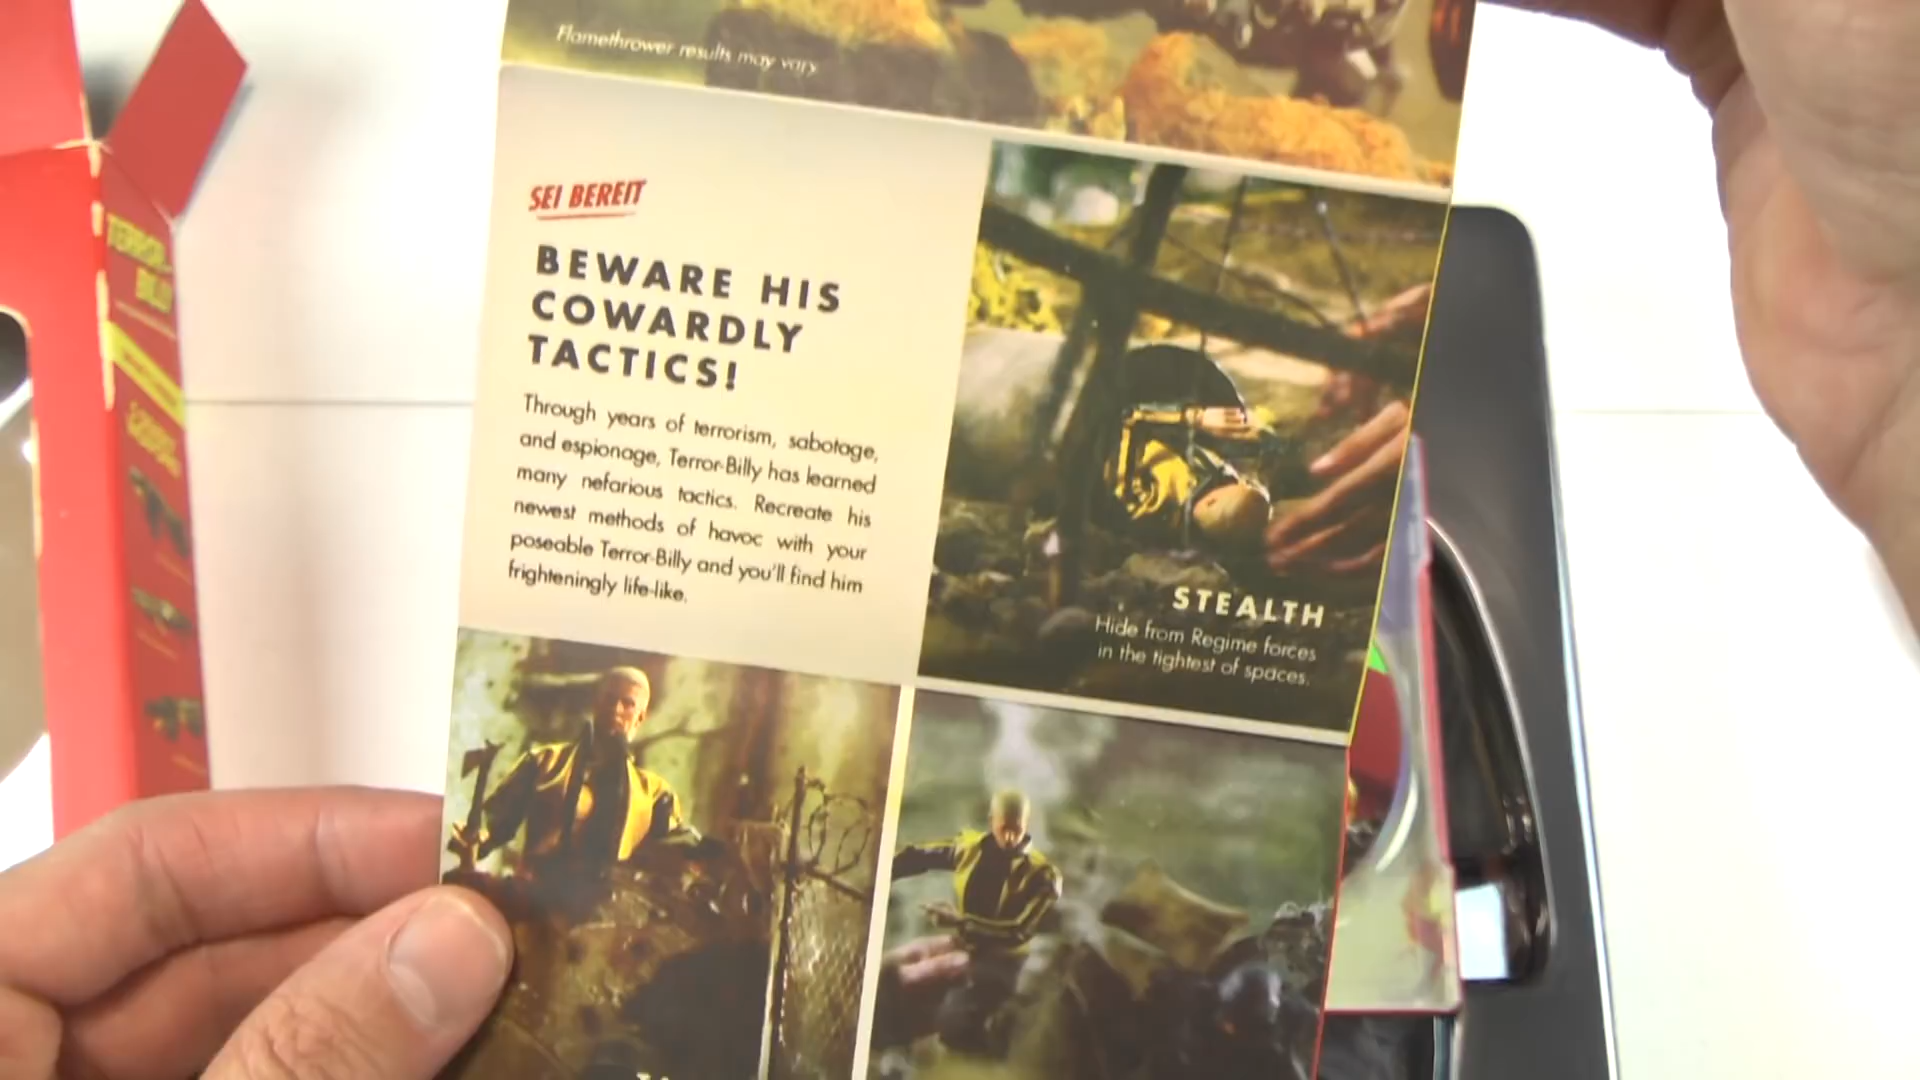 Flamethrower results may vary
SEI BEREIT
BEWARE HIS
COWARDLY
TACTICS!
Through years of terrorism, sabotage,
and espionage, Terror-Billy has learned
many nefarious tactics. Recreate his
newest methods of havoc with your
poseable Terror-Billy and you'll find him
frighteningly life-like.
STEALTH
Hide from Regime forces
in the tightest of spaces.